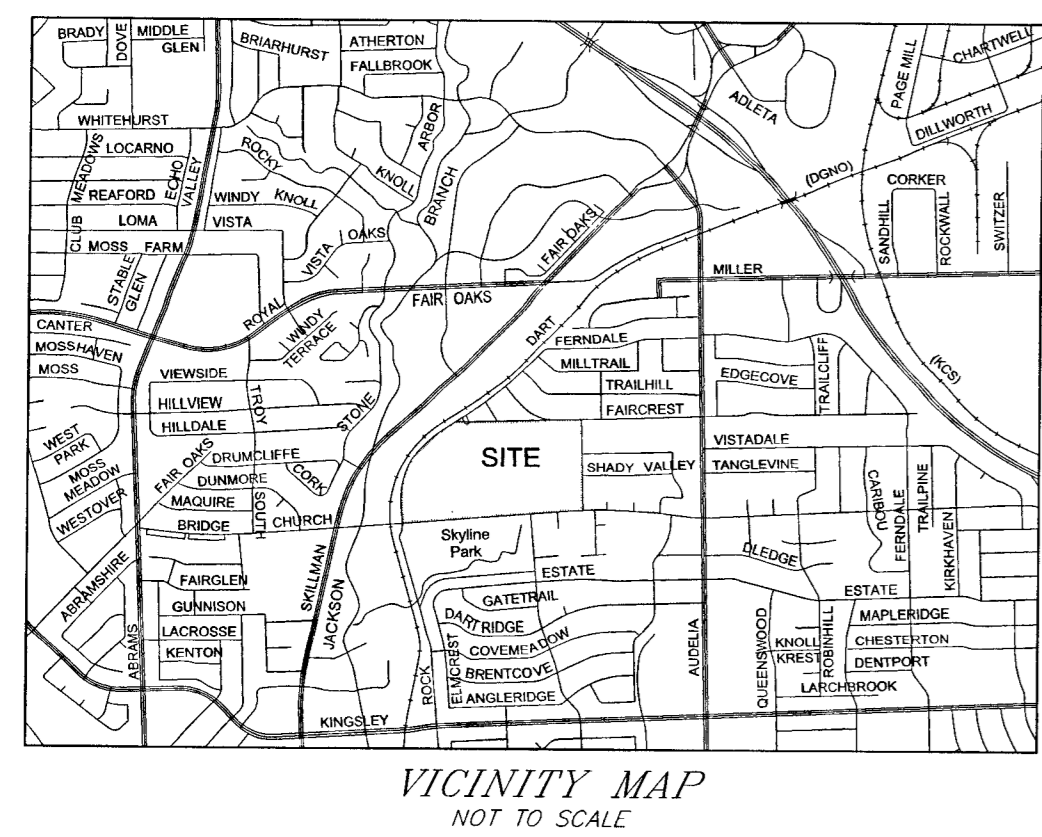 BRADY
DOVE
MIDDLE
GLEN
BRIARHURST
ATHERTON
FALLBROOK
PAGE MILL
CHARTWELL
ADLETA
DILLWORTH
WHITEHURST
ARBOR
LOCARNO
ROCKY
KNOLL
BRANCH
(DGNO)
CLUB MEADOWS
REAFORD
ECHO
VALLEY
WINDY KNOLL
CORKER
SANDHILL
ROCKWALL
SWITZER
LOMA VISTA
VISTA OAKS
FAIR OAKS
MOSS FARM
STABLE
GLEN
MILLER
ROYAL
FAIR OAKS
CANTER
WINDY
TERRACE
DART
FERNDALE
MOSSHAVEN
MOSS
VIEWSIDE
MILLTRAIL
TRAILHILL
FAIRCREST
EDGECOVE
TRAILCLIFF
(KCS)
TROY
HILLVIEW
HILLDALE
STONE
WEST
PARK
FAIR OAKS
DRUMCLIFFE
SITE
VISTADALE
MOSS
MEADOW
DUNMORE
CORK
SHADY VALLEY
TANGLEVINE
WESTOVER
MAQUIRE
SOUTH
BRIDGE
CHURCH
CARIBOU
FERNDALE
TRAILPINE
KIRKHAVEN
Skyline
Park
SKILLMAN
JACKSON
DLEDGE
ABRAMSHIRE
FAIRGLEN
ESTATE
ESTATE
GUNNISON
GATETRAIL
DARTRIDGE
MAPLERIDGE
ABRAMS
LACROSSE
KENTON
ROCK
ELMCREST
COVEMEADOW
BRENTCOVE
ANGLERIDGE
AUDELIA
QUEENSWOOD
KNOLL
KREST
ROBINHILL
CHESTERTON
DENTPORT
LARCHBROOK
KINGSLEY
VICINITY MAP
NOT TO SCALE